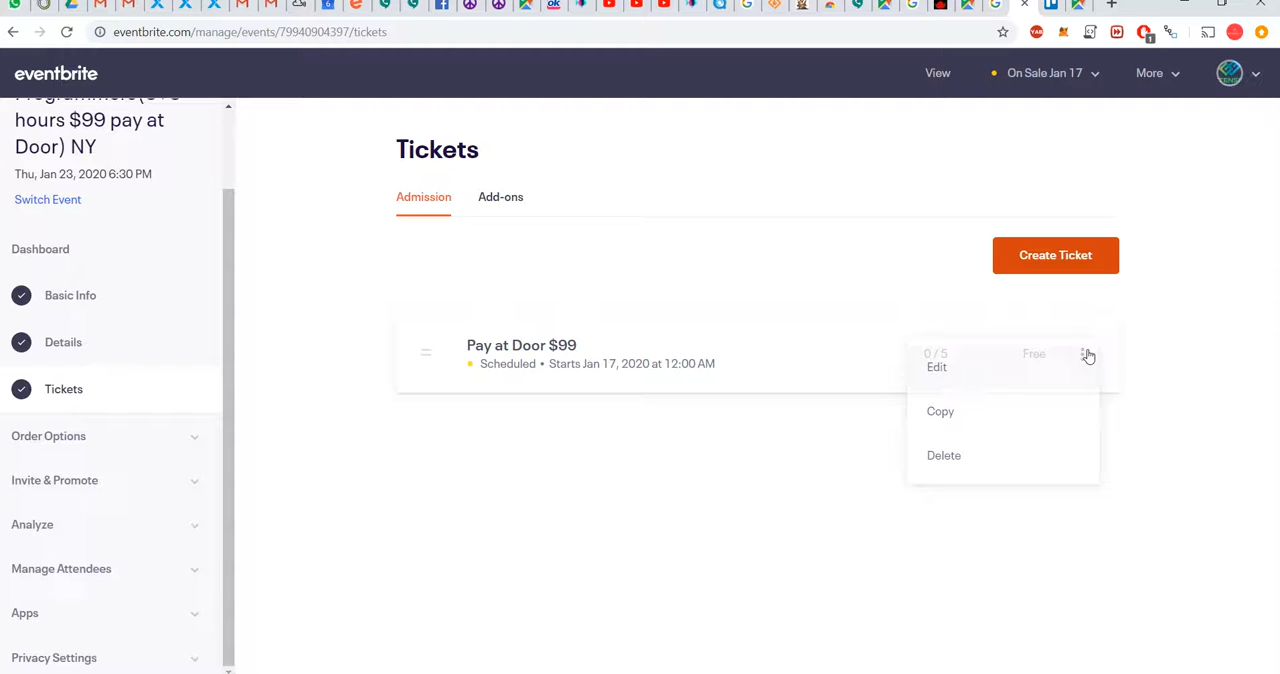 eventbrite.com/manage/events/79940904397/tickets
eventbrite
View
On Sale Jan 17
More
hours $99 pay at
Door) NY
Thu, Jan 23, 2020 6:30 PM
Switch Event
Dashboard
Basic Info
Details
Tickets
Order Options
Invite & Promote
Analyze
Manage Attendees
Apps
Privacy Settings
Tickets
Admission
Add-ons
Create Ticket
Pay at Door $99
Scheduled • Starts Jan 17, 2020 at 12:00 AM
0 / 5
Free
Edit
Copy
Delete